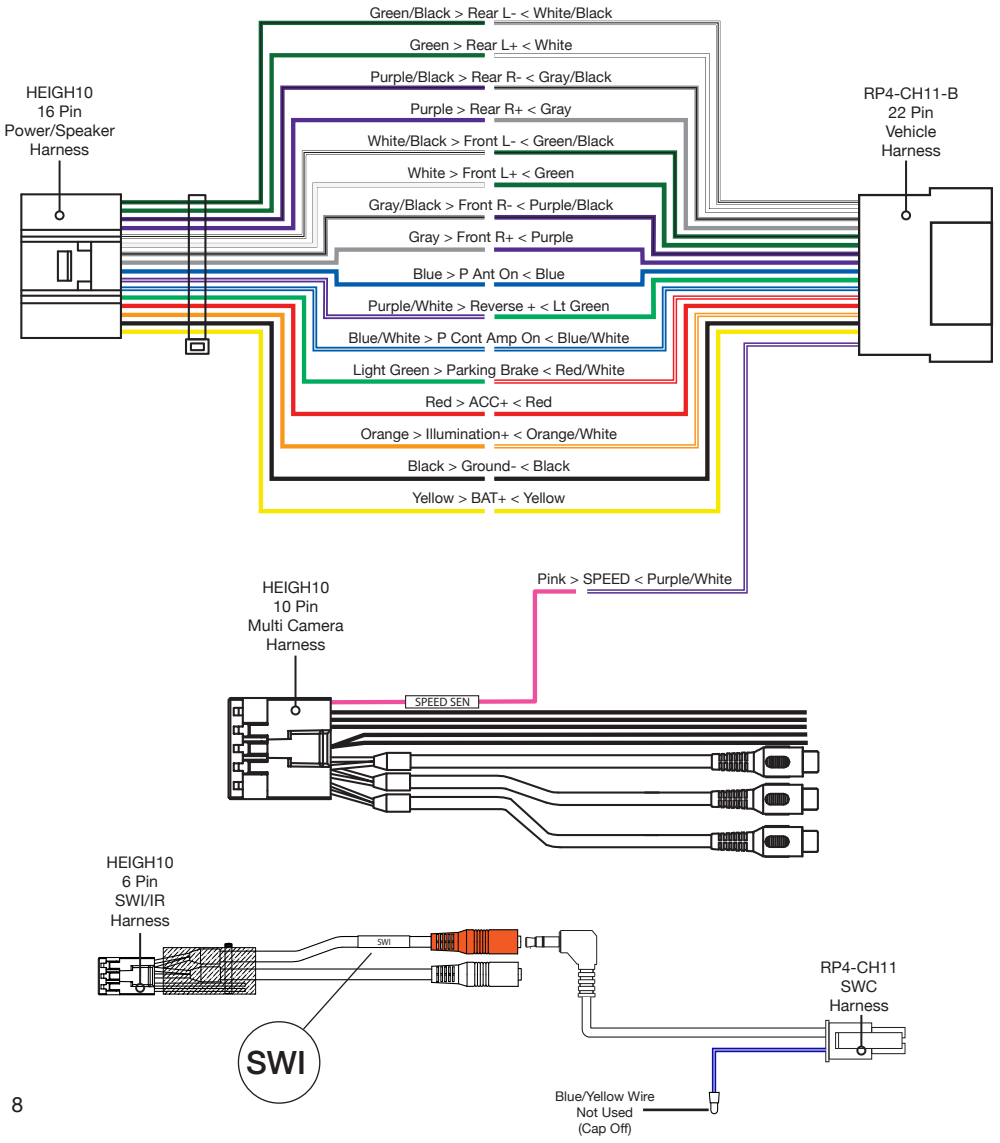 Green/Black > Rear L- < White/Black
Green > Rear L+ < White
Purple/Black > Rear R- < Gray/Black
Purple > Rear R+ < Gray
White/Black > Front L- < Green/Black
White > Front L+ < Green
Gray/Black > Front R- < Purple/Black
Gray > Front R+ < Purple
Blue > P Ant On < Blue
Purple/White > Reverse + < Lt Green
Blue/White > P Cont Amp On < Blue/White
Light Green > Parking Brake < Red/White
Red > ACC+ < Red
Orange > Illumination+ < Orange/White
Black > Ground- < Black
Yellow > BAT+ < Yellow
HEIGH10
16 Pin
Power/Speaker
Harness
RP4-CH11-B
22 Pin
Vehicle
Harness
Pink > SPEED < Purple/White
HEIGH10
10 Pin
Multi Camera
Harness
SPEED SEN
HEIGH10
6 Pin
SWI/IR
Harness
SWI
SWI
RP4-CH11
SWC
Harness
Blue/Yellow Wire
Not Used
(Cap Off)
8